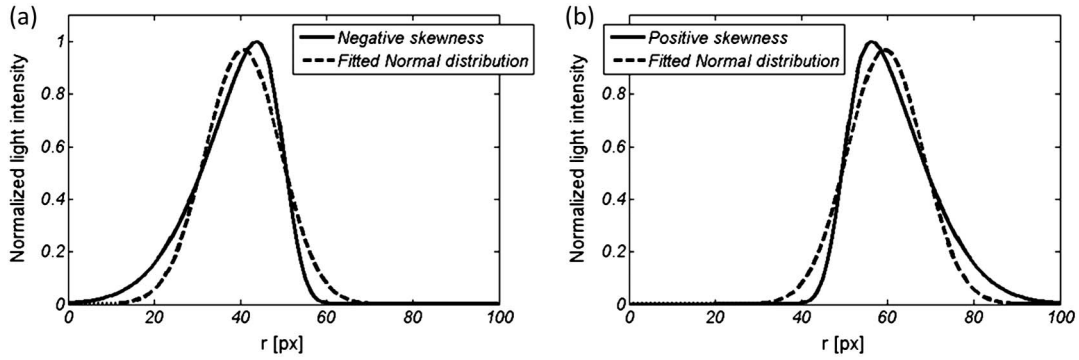 (a)
Normalized light intensity
1
0.8
0.6
0.4
0.2
0
0 20 40 60 80 100
r [px]
Negative skewness
Fitted Normal distribution
(b)
Normalized light intensity
1
0.8
0.6
0.4
0.2
0
0 20 40 60 80 100
r [px]
Positive skewness
Fitted Normal distribution